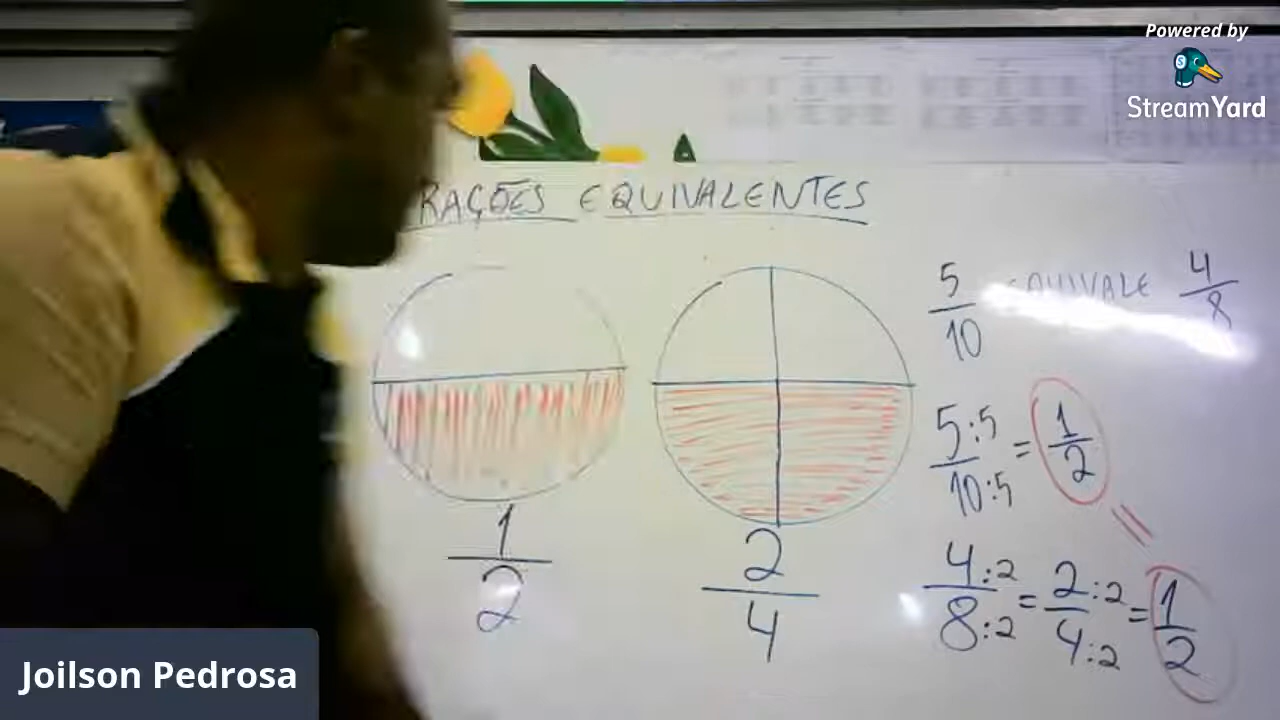 Powered by
StreamYard
RAÇÕES EQUIVALENTES
5/10 EQUIVALE 4/8
5:5/10:5 = 1/2
1/2
2/4
4:2/8:2 = 2:2/4:2 = 1/2
Joilson Pedrosa